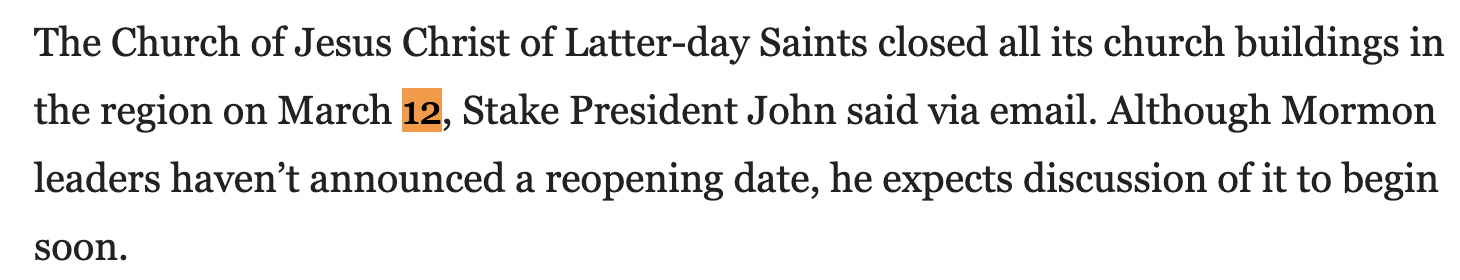 The Church of Jesus Christ of Latter-day Saints closed all its church buildings in
the region on March 12, Stake President John said via email. Although Mormon
leaders haven’t announced a reopening date, he expects discussion of it to begin
soon.